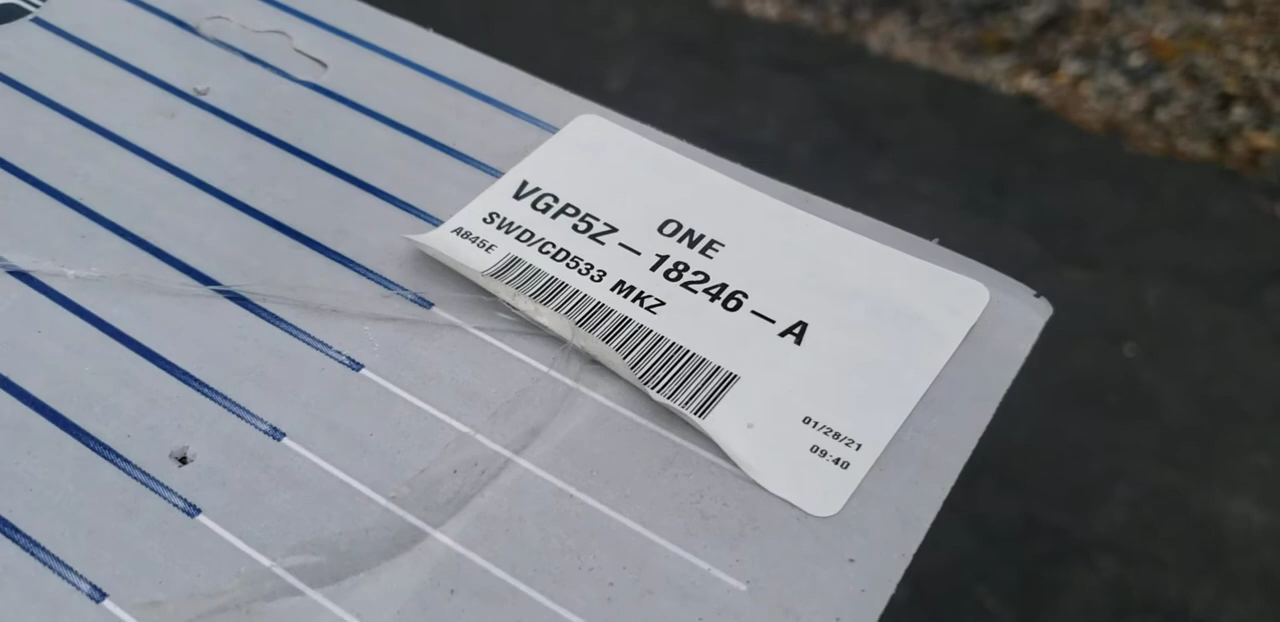 ONE
VGP5Z-18246-A
SWD/CD533 MKZ
A845E
01/28/21
09:40